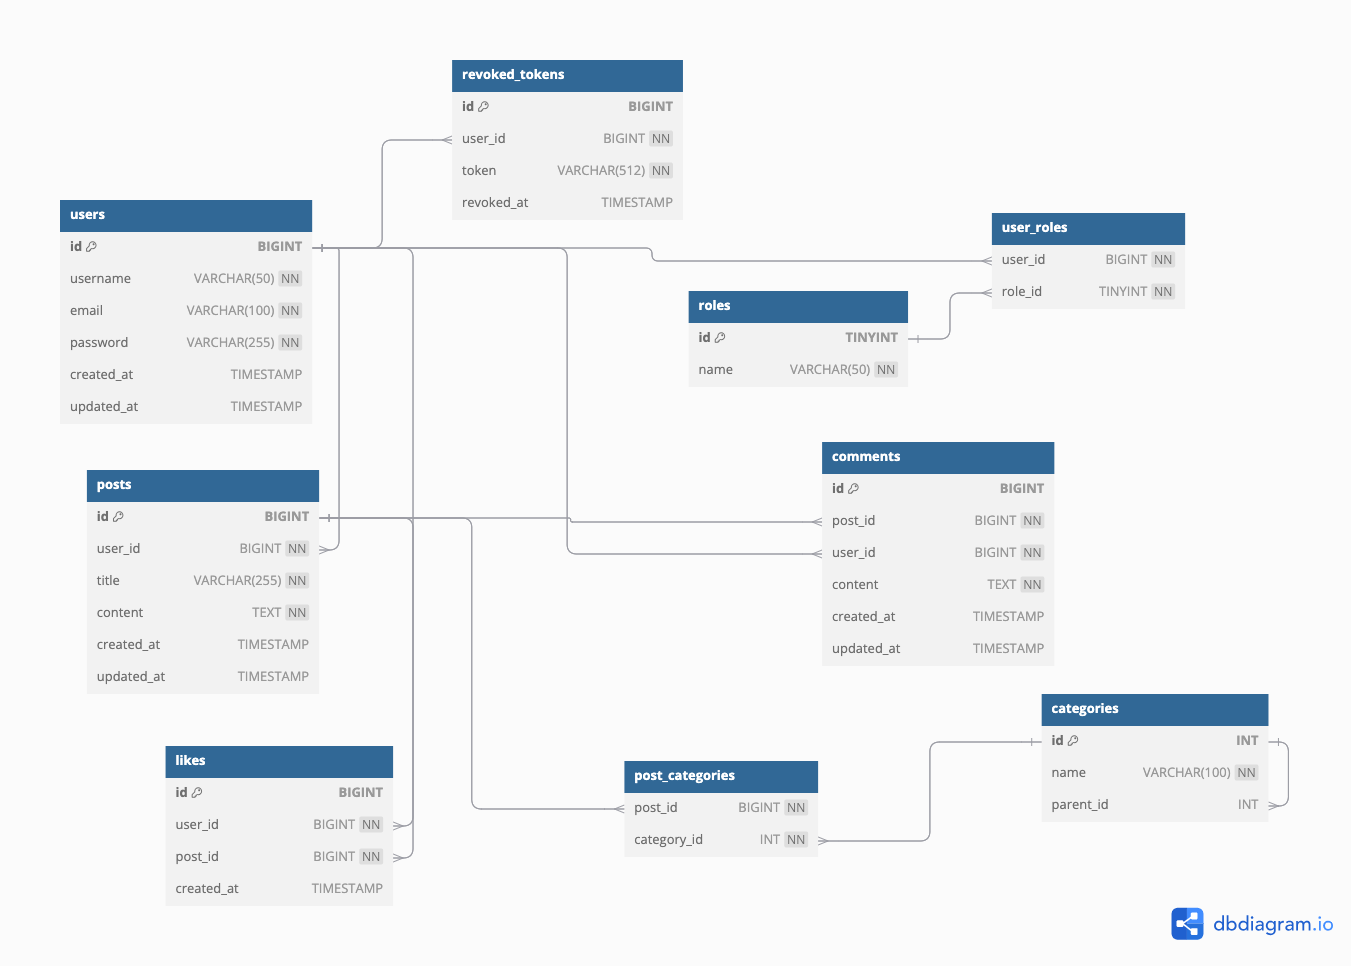 revoked_tokens
id BIGINT
user_id BIGINT NN
token VARCHAR(512) NN
revoked_at TIMESTAMP
users
id BIGINT
username VARCHAR(50) NN
email VARCHAR(100) NN
password VARCHAR(255) NN
created_at TIMESTAMP
updated_at TIMESTAMP
user_roles
user_id BIGINT NN
role_id TINYINT NN
roles
id TINYINT
name VARCHAR(50) NN
posts
id BIGINT
user_id BIGINT NN
title VARCHAR(255) NN
content TEXT NN
created_at TIMESTAMP
updated_at TIMESTAMP
comments
id BIGINT
post_id BIGINT NN
user_id BIGINT NN
content TEXT NN
created_at TIMESTAMP
updated_at TIMESTAMP
categories
id INT
name VARCHAR(100) NN
parent_id INT
likes
id BIGINT
user_id BIGINT NN
post_id BIGINT NN
created_at TIMESTAMP
post_categories
post_id BIGINT NN
category_id INT NN
dbdiagram.io